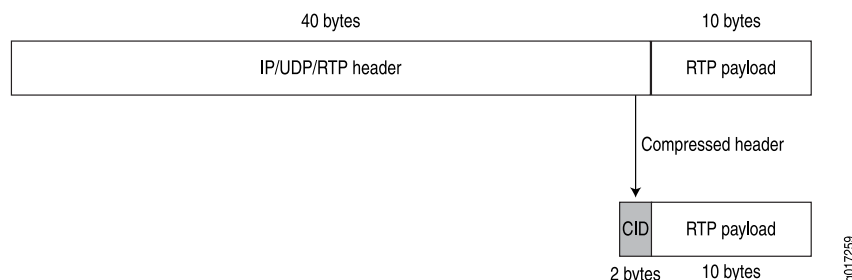 40 bytes
10 bytes
IP/UDP/RTP header
RTP payload
Compressed header
CID
RTP payload
2 bytes
10 bytes